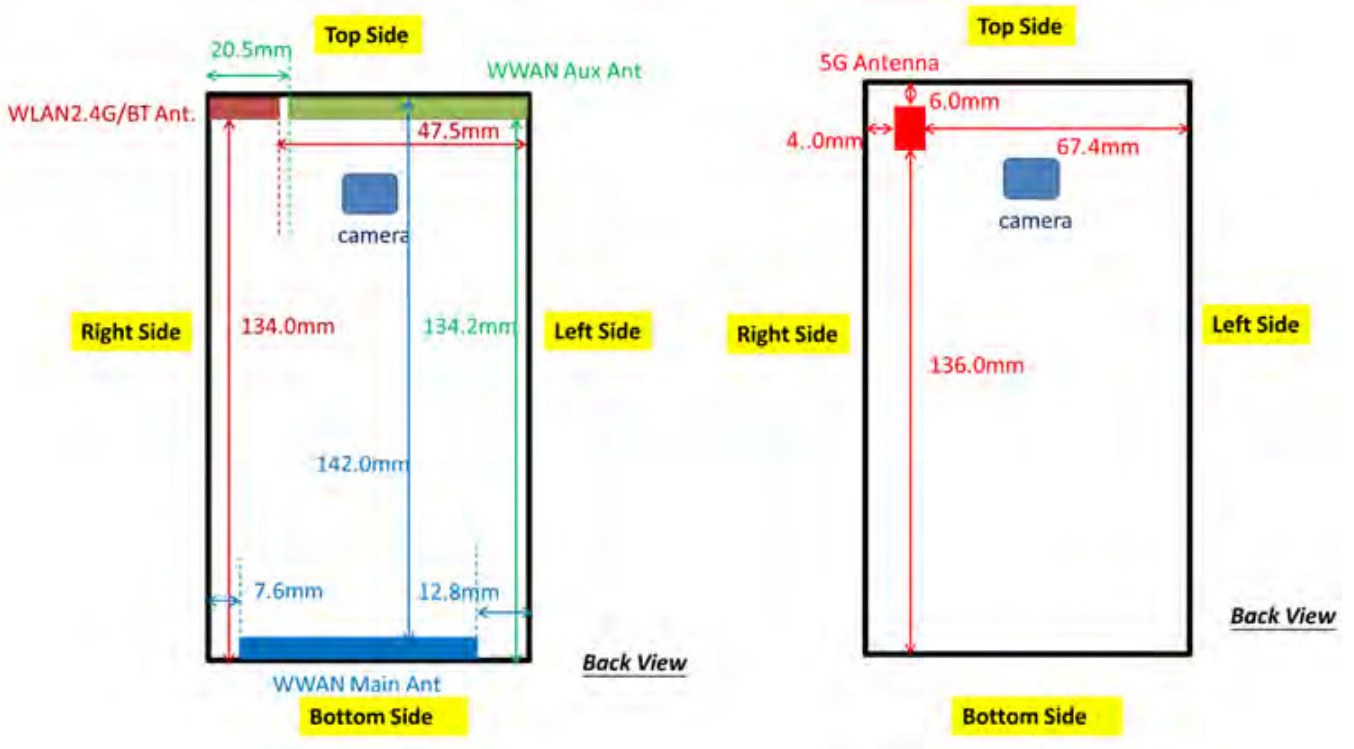 Top Side
20.5mm
WWAN Aux Ant
WLAN2.4G/BT Ant.
47.5mm
camera
Right Side
134.0mm
134.2mm
Left Side
142.0mm
7.6mm
12.8mm
Back View
WWAN Main Ant
Bottom Side
Top Side
5G Antenna
6.0mm
4..0mm
67.4mm
camera
Right Side
Left Side
136.0mm
Back View
Bottom Side